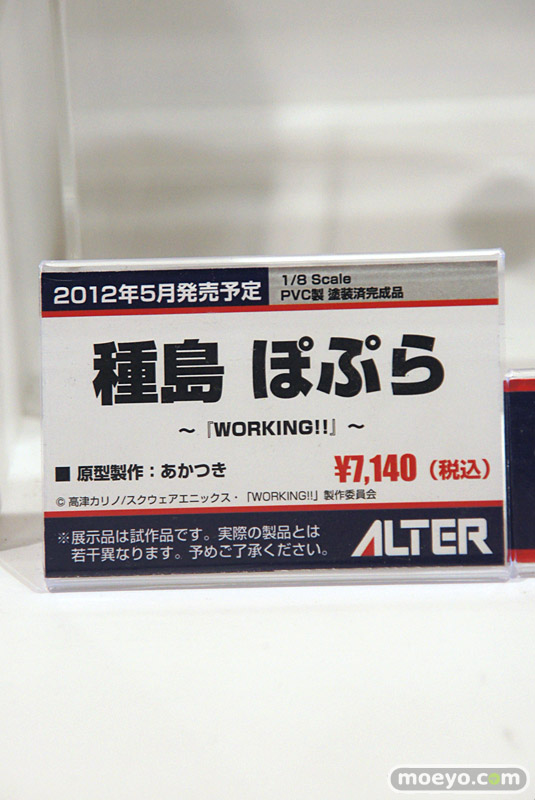 2012年5月発売予定
1/8 Scale
PVC製 塗装済完成品
種島 ぽぷら
～『WORKING!!』～
■ 原型製作：あかつき
¥7,140（税込）
© 高津カリノ/スクウェアエニックス・「WORKING!!」製作委員会
※展示品は試作品です。実際の製品とは
若干異なります。予めご了承ください。
ALTER
moeyo.com